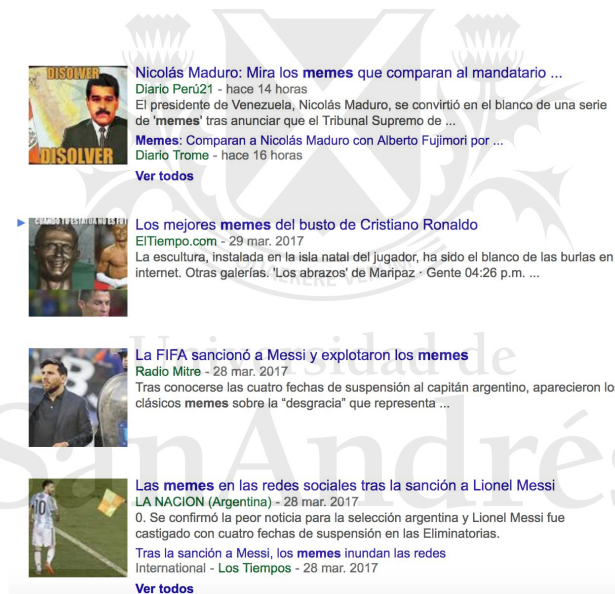 DISOLVER
DISOLVER
Nicolás Maduro: Mira los memes que comparan al mandatario ...
Diario Perú21 - hace 14 horas
El presidente de Venezuela, Nicolás Maduro, se convirtió en el blanco de una serie
de 'memes' tras anunciar que el Tribunal Supremo de ...
Memes: Comparan a Nicolás Maduro con Alberto Fujimori por ...
Diario Trome - hace 16 horas
Ver todos
CUANDO TU ESTATUA NO ES EN
Los mejores memes del busto de Cristiano Ronaldo
ElTiempo.com - 29 mar. 2017
La escultura, instalada en la isla natal del jugador, ha sido el blanco de las burlas en
internet. Otras galerías. 'Los abrazos' de Maripaz · Gente 04:26 p.m. ...
La FIFA sancionó a Messi y explotaron los memes
Radio Mitre - 28 mar. 2017
Tras conocerse las cuatro fechas de suspensión al capitán argentino, aparecieron los
clásicos memes sobre la “desgracia” que representa ...
10
Las memes en las redes sociales tras la sanción a Lionel Messi
LA NACION (Argentina) - 28 mar. 2017
0. Se confirmó la peor noticia para la selección argentina y Lionel Messi fue
castigado con cuatro fechas de suspensión en las Eliminatorias.
Tras la sanción a Messi, los memes inundan las redes
International - Los Tiempos - 28 mar. 2017
Ver todos
Universidad de
SanAndrés